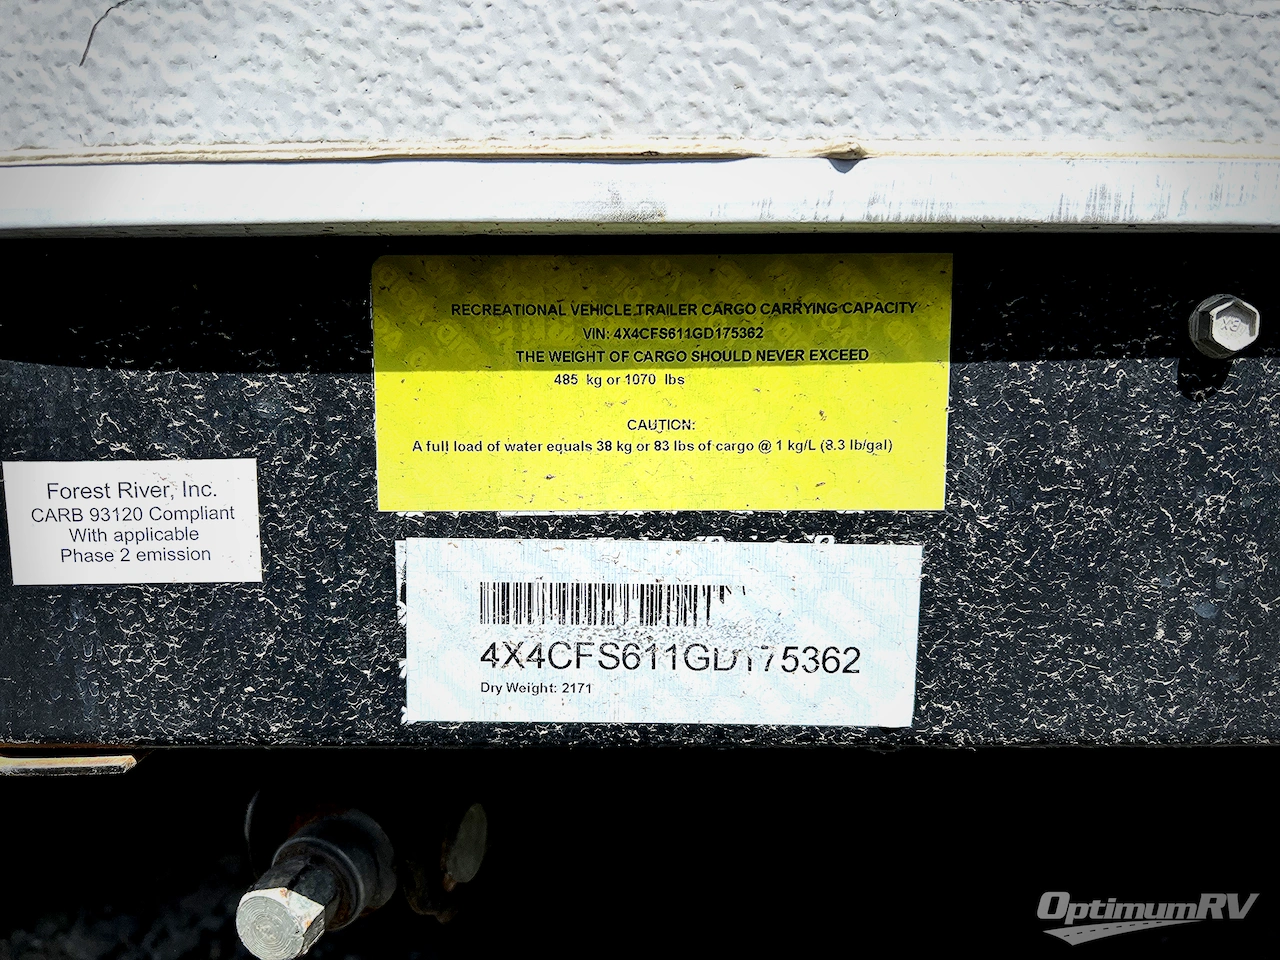 RECREATIONAL VEHICLE TRAILER CARGO CARRYING CAPACITY
VIN: 4X4CFS611GD175362
THE WEIGHT OF CARGO SHOULD NEVER EXCEED
485 kg or 1070 lbs
CAUTION:
A full load of water equals 38 kg or 83 lbs of cargo @ 1 kg/L (8.3 lb/gal)
Forest River, Inc.
CARB 93120 Compliant
With applicable
Phase 2 emission
4X4CFS611GD175362
Dry Weight: 2171
OptimumRV